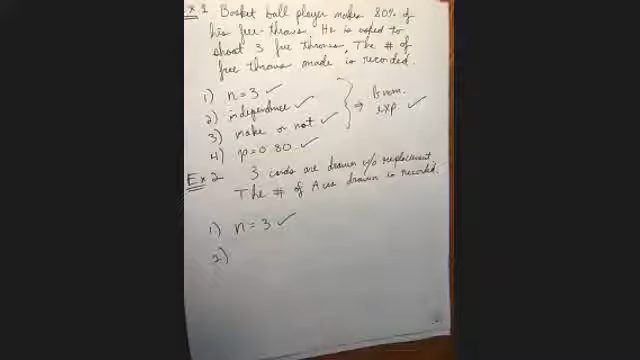 Ex 1 Basket ball player makes 80% of
his free-throws. He is asked to
shoot 3 free throws. The # of
free throws made is recorded.
1) n = 3 ✓
2) independence ✓
3) make or not ✓
4) p = 0.80 ✓
⇒ binom. exp. ✓
Ex 2 3 cards are drawn w/o replacement
The # of Aces drawn is recorded.
1) n = 3 ✓
2)